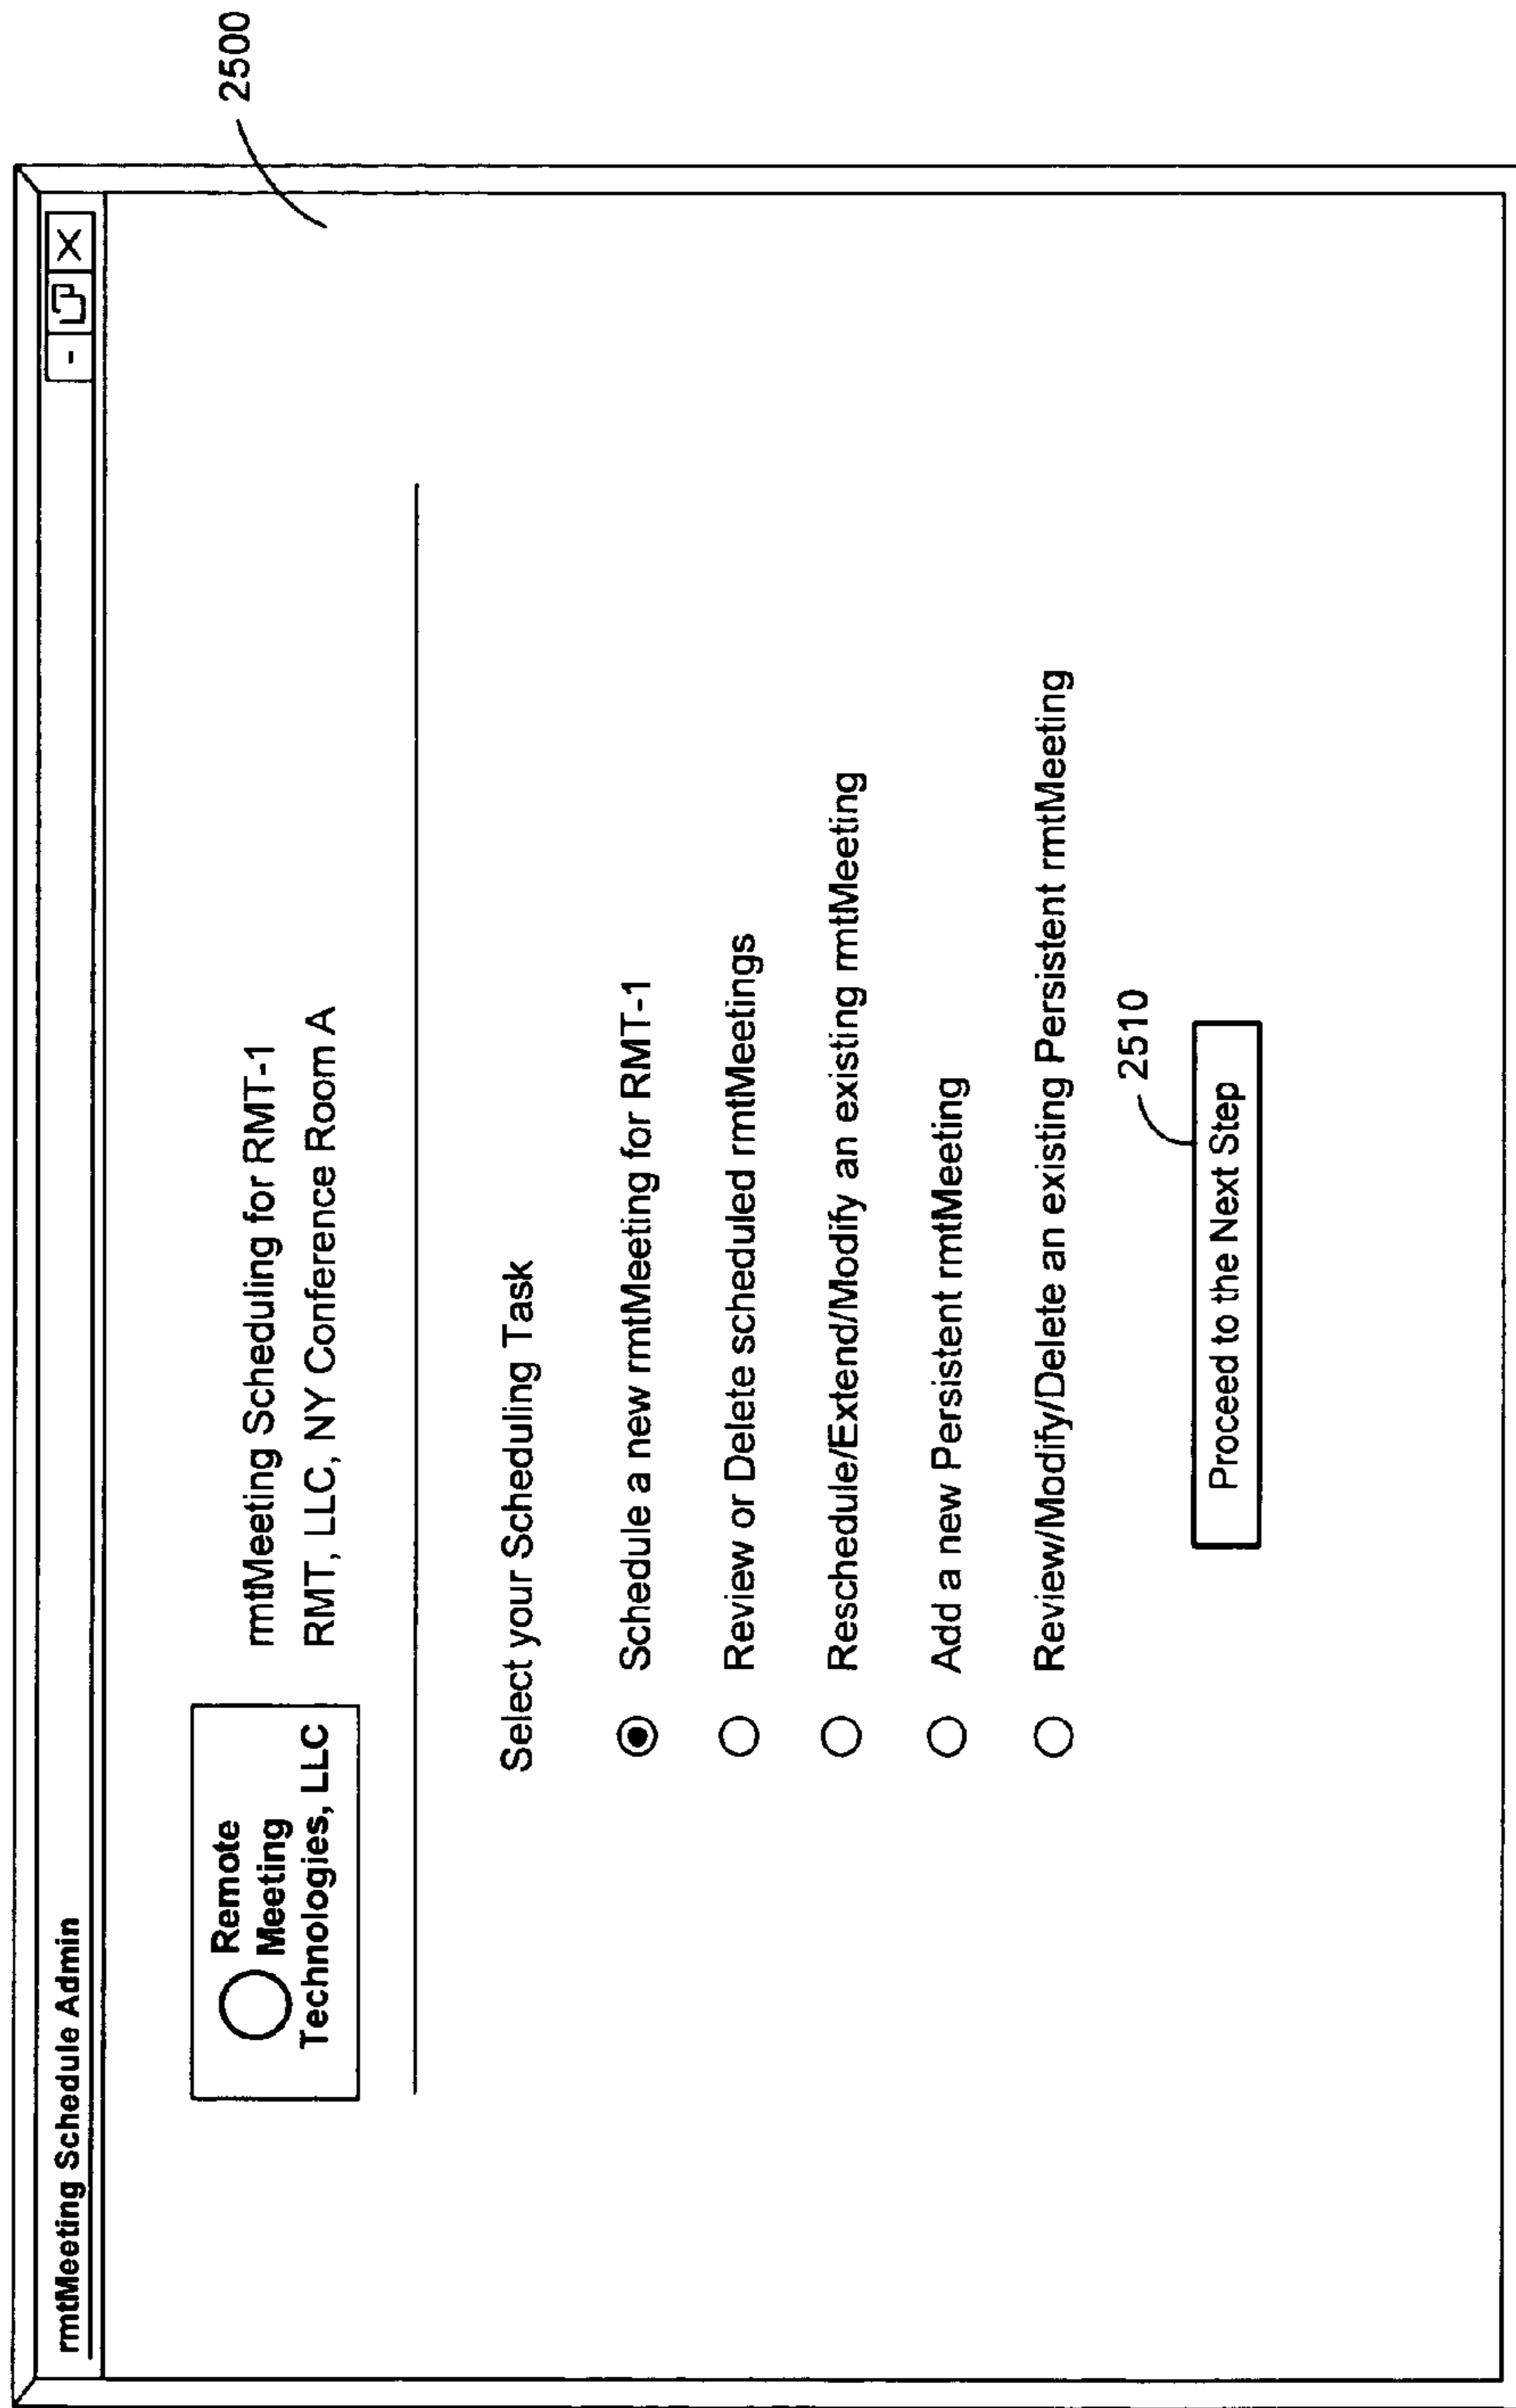 rmtMeeting Schedule Admin
-
X
2500
Remote
Meeting
Technologies, LLC
rmtMeeting Scheduling for RMT-1
RMT, LLC, NY Conference Room A
Select your Scheduling Task
Schedule a new rmtMeeting for RMT-1
Review or Delete scheduled rmtMeetings
Reschedule/Extend/Modify an existing rmtMeeting
Add a new Persistent rmtMeeting
Review/Modify/Delete an existing Persistent rmtMeeting
2510
Proceed to the Next Step